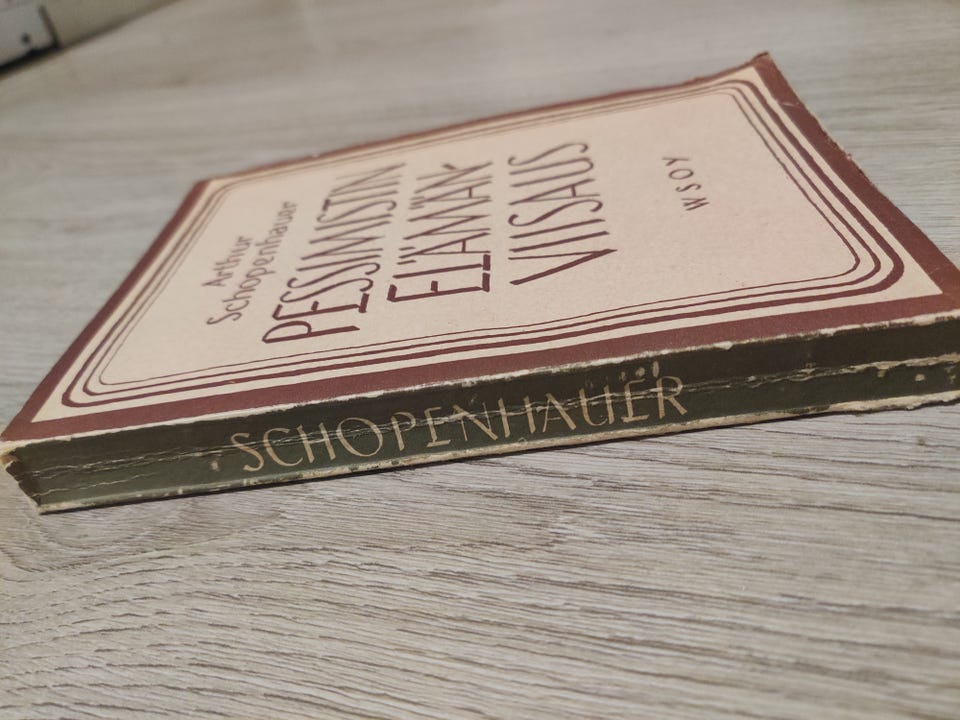 Arthur
Schopenhauer
PESSIMISTIN
ELÄMÄN-
VIISAUS
WSOY
SCHOPENHAUER